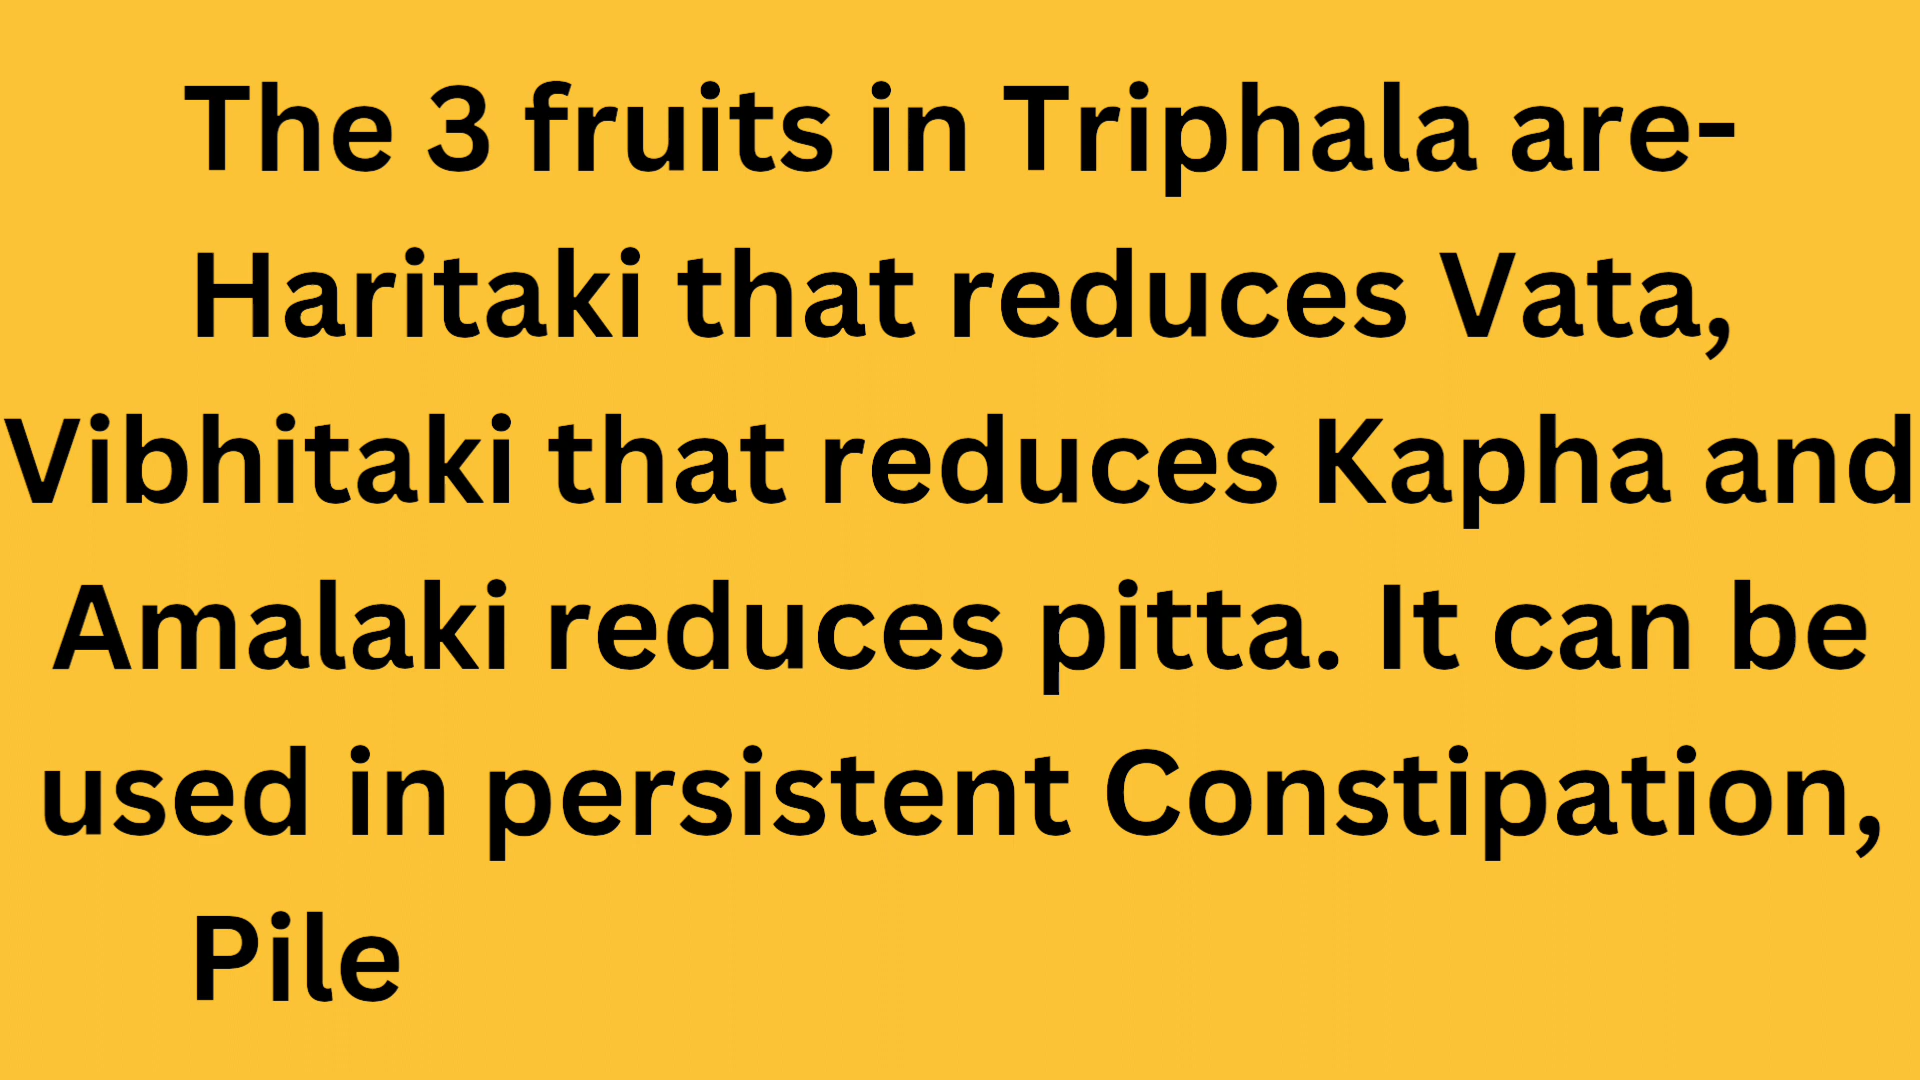 The 3 fruits in Triphala are-
Haritaki that reduces Vata,
Vibhitaki that reduces Kapha and
Amalaki reduces pitta. It can be
used in persistent Constipation,
Pile